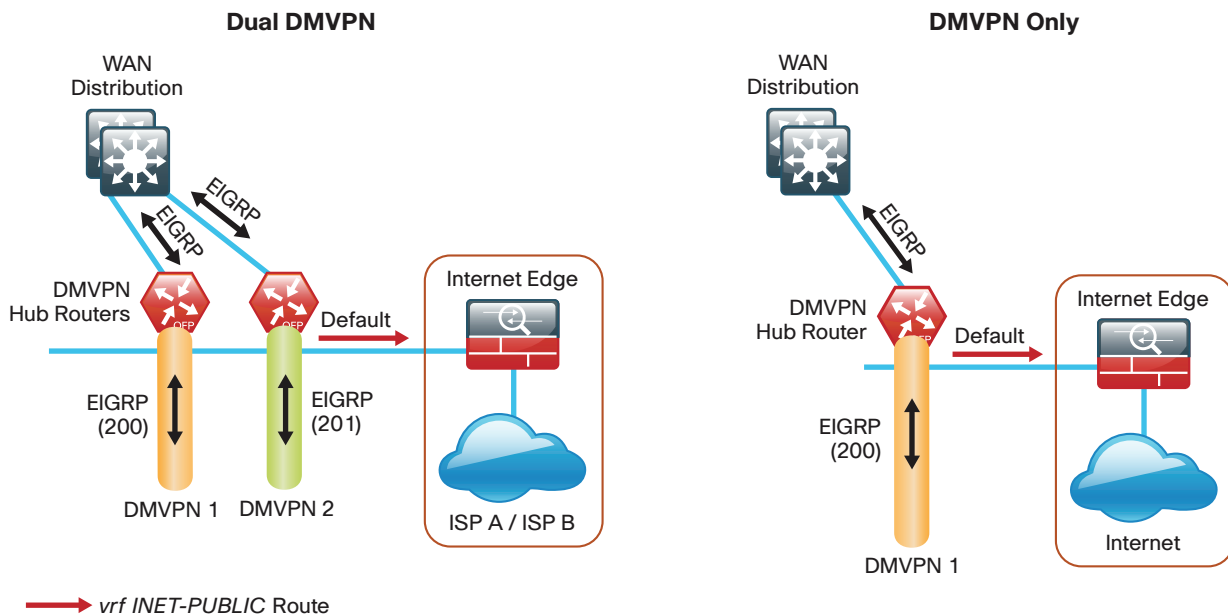 Dual DMVPN
WAN
Distribution
EIGRP
EIGRP
DMVPN
Hub Routers
Default
Internet Edge
EIGRP
(200)
EIGRP
(201)
DMVPN 1
DMVPN 2
ISP A / ISP B
DMVPN Only
WAN
Distribution
EIGRP
DMVPN
Hub Router
Default
Internet Edge
EIGRP
(200)
DMVPN 1
Internet
vrf INET-PUBLIC Route